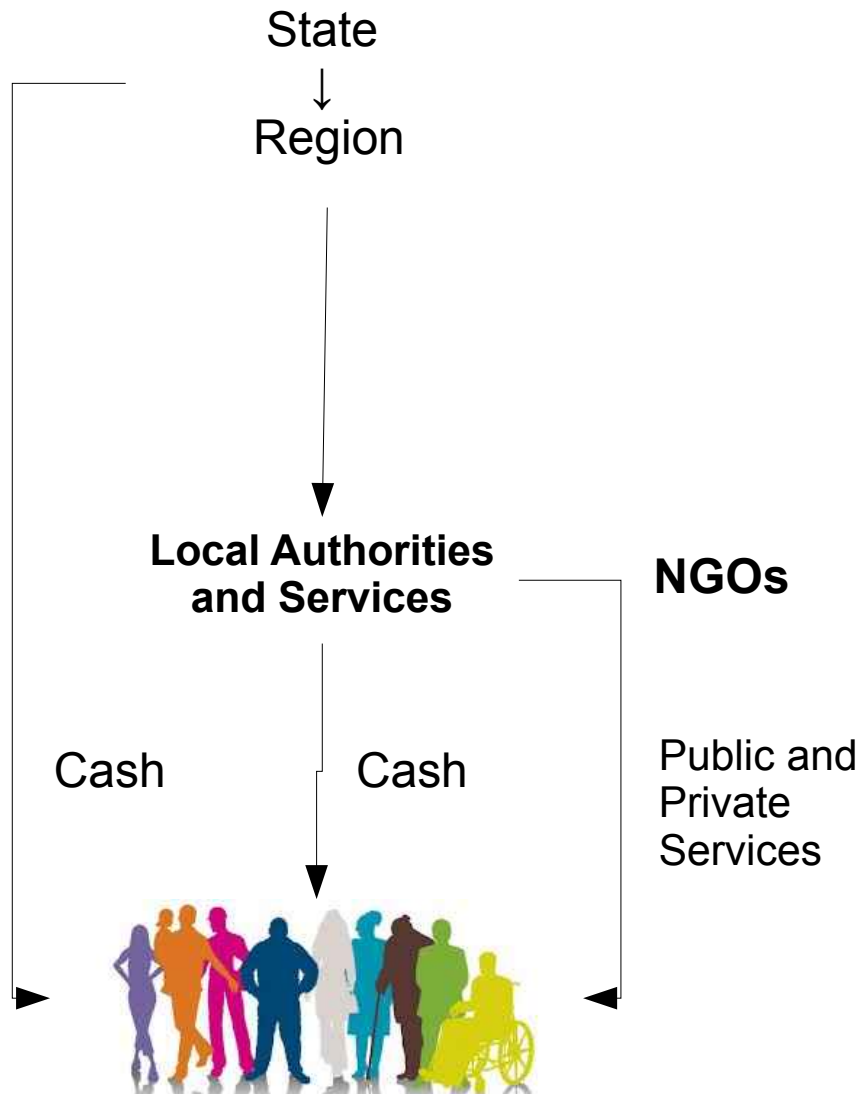 State
↓
Region
Local Authorities
and Services
NGOs
Cash
Cash
Public and
Private
Services